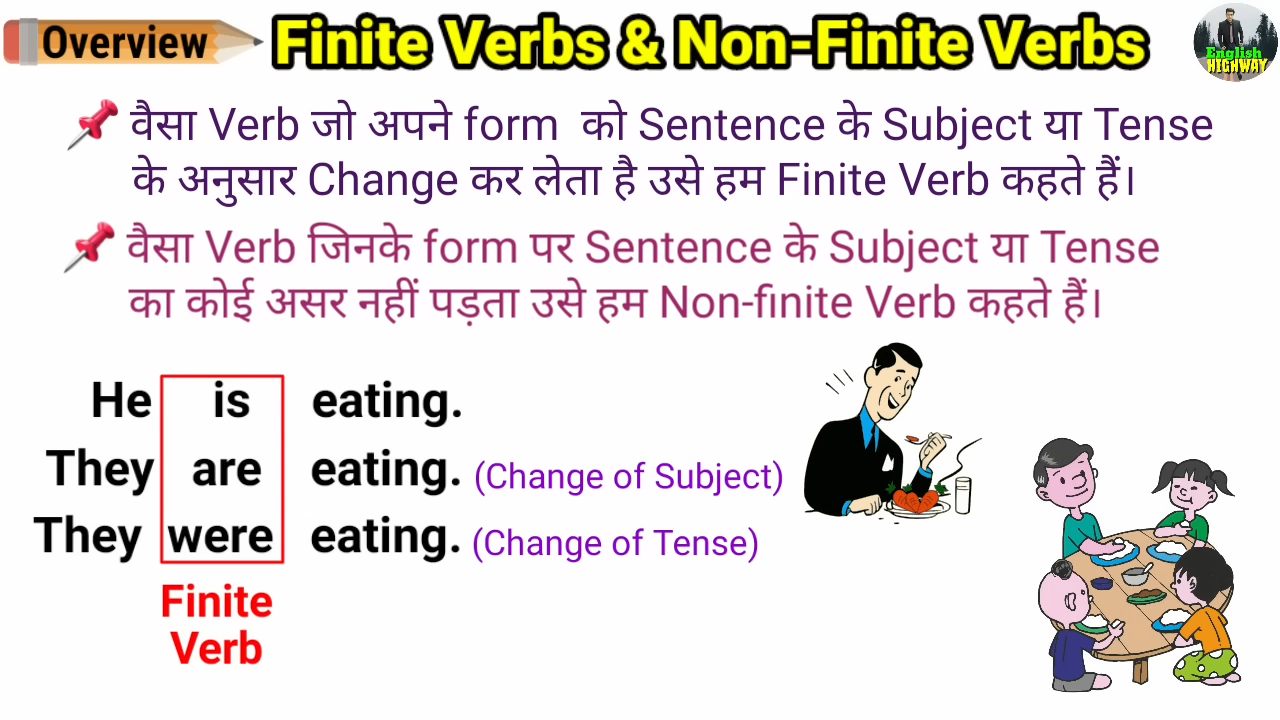 Overview
Finite Verbs & Non-Finite Verbs
English
HIGHWAY
वैसा Verb जो अपने form को Sentence के Subject या Tense
के अनुसार Change कर लेता है उसे हम Finite Verb कहते हैं।
वैसा Verb जिनके form पर Sentence के Subject या Tense
का कोई असर नहीं पड़ता उसे हम Non-finite Verb कहते हैं।
He is eating.
They are eating. (Change of Subject)
They were eating. (Change of Tense)
Finite
Verb